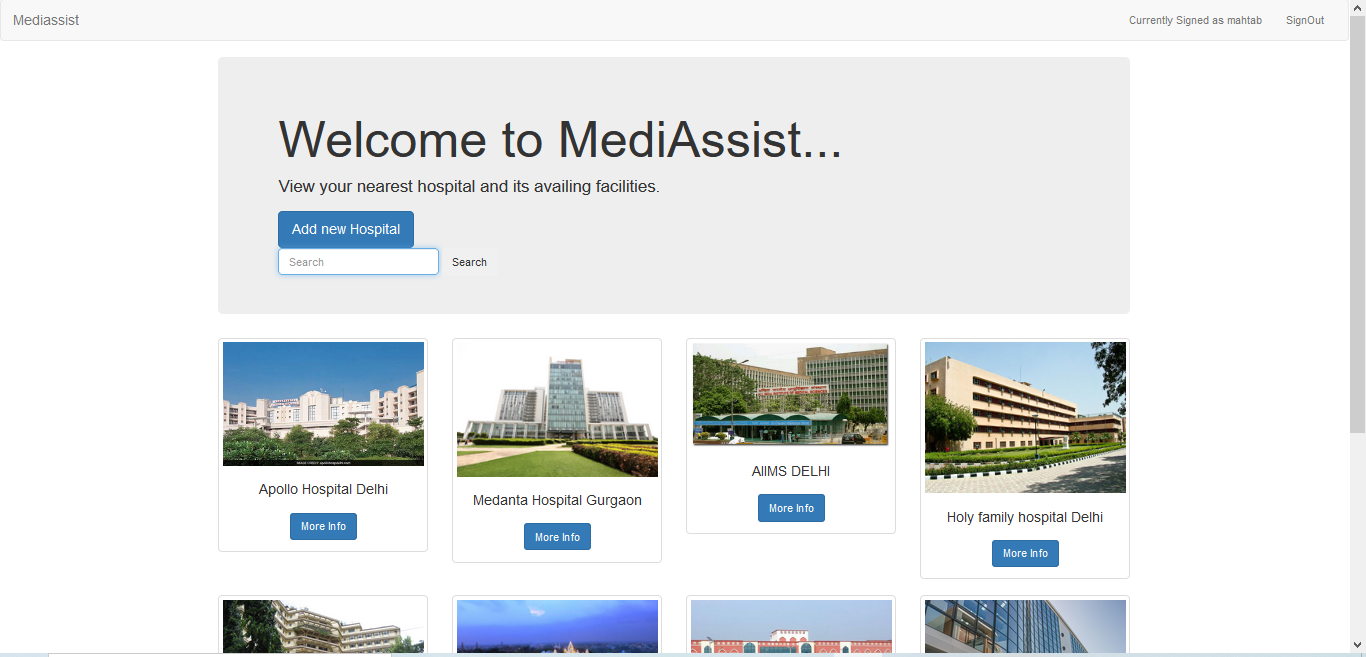 Mediassist
Currently Signed as mahtab
SignOut
Welcome to MediAssist...
View your nearest hospital and its availing facilities.
Add new Hospital
Search
Search
Apollo Hospital Delhi
More Info
Medanta Hospital Gurgaon
More Info
AIIMS DELHI
More Info
Holy family hospital Delhi
More Info